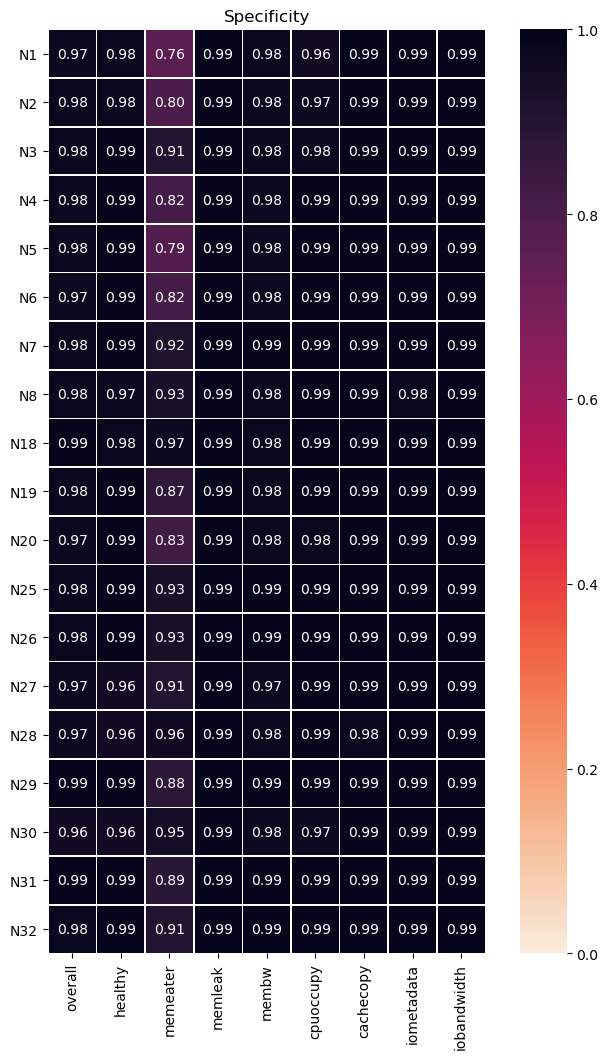 Specificity
N1 0.97 0.98 0.76 0.99 0.98 0.96 0.99 0.99 0.99
N2 0.98 0.98 0.80 0.99 0.98 0.97 0.99 0.99 0.99
N3 0.98 0.99 0.91 0.99 0.98 0.98 0.99 0.99 0.99
N4 0.98 0.99 0.82 0.99 0.98 0.99 0.99 0.99 0.99
N5 0.98 0.99 0.79 0.99 0.98 0.99 0.99 0.99 0.99
N6 0.97 0.99 0.82 0.99 0.98 0.99 0.99 0.99 0.99
N7 0.98 0.99 0.92 0.99 0.99 0.99 0.99 0.99 0.99
N8 0.98 0.97 0.93 0.99 0.98 0.99 0.99 0.98 0.99
N18 0.99 0.98 0.97 0.99 0.98 0.99 0.99 0.99 0.99
N19 0.98 0.99 0.87 0.99 0.98 0.99 0.99 0.99 0.99
N20 0.97 0.99 0.83 0.99 0.98 0.98 0.99 0.99 0.99
N25 0.98 0.99 0.93 0.99 0.99 0.99 0.99 0.99 0.99
N26 0.98 0.99 0.93 0.99 0.99 0.99 0.99 0.99 0.99
N27 0.97 0.96 0.91 0.99 0.97 0.99 0.99 0.99 0.99
N28 0.97 0.96 0.96 0.99 0.98 0.99 0.98 0.99 0.99
N29 0.99 0.99 0.88 0.99 0.99 0.99 0.99 0.99 0.99
N30 0.96 0.96 0.95 0.99 0.98 0.97 0.99 0.99 0.99
N31 0.99 0.99 0.89 0.99 0.99 0.99 0.99 0.99 0.99
N32 0.98 0.99 0.91 0.99 0.99 0.99 0.99 0.99 0.99
overall
healthy
memeater
memleak
membw
cpuoccupy
cachecopy
iometadata
iobandwidth
1.0
0.8
0.6
0.4
0.2
0.0